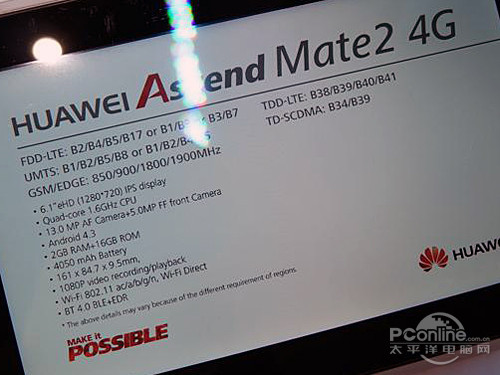 HUAWEI Ascend Mate2 4G
FDD-LTE: B2/B4/B5/B17 or B3/B7
TDD-LTE: B38/B39/B40/B41
UMTS: B1/B2/B5/B8 or B1/B2/
TD-SCDMA: B34/B39
GSM/EDGE: 850/900/1800/1900MHz
• 6.1"eHD (1280*720) IPS display
• Quad-core 1.6GHz CPU
• 13.0 MP AF Camera+5.0MP FF front Camera
• Android 4.3
• 2GB RAM+16GB ROM
• 4050 mAh Battery
• 161 x 84.7 x 9.5mm,
• 1080P video recording/playback
• Wi-Fi 802.11 ac/a/b/g/n, Wi-Fi Direct
• BT 4.0 BLE+EDR
• The above details may vary because of the different requirement of regions.
HUAW
MAKE it
POSSIBLE
PConline
.com.cn
太平洋电脑网